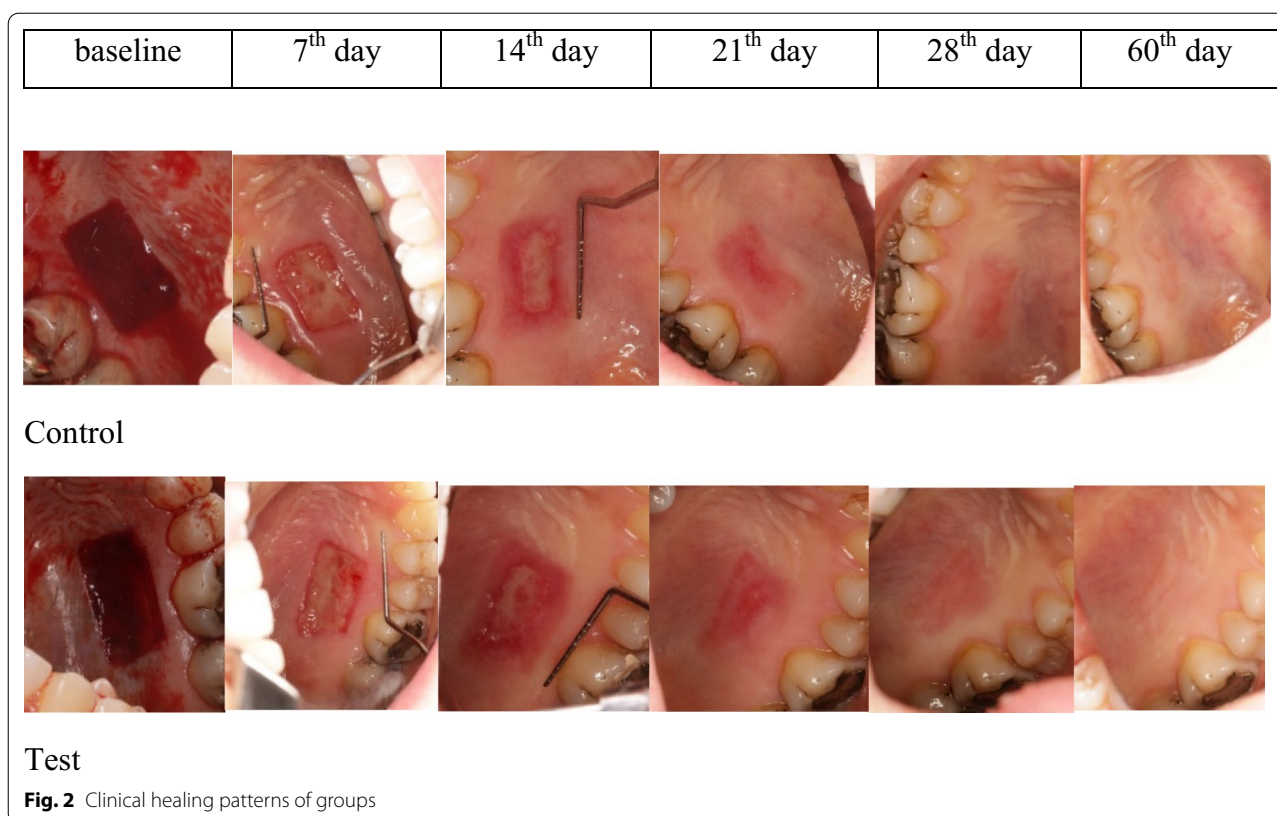 baseline 7th day 14th day 21th day 28th day 60th day
Control
Test
Fig. 2 Clinical healing patterns of groups